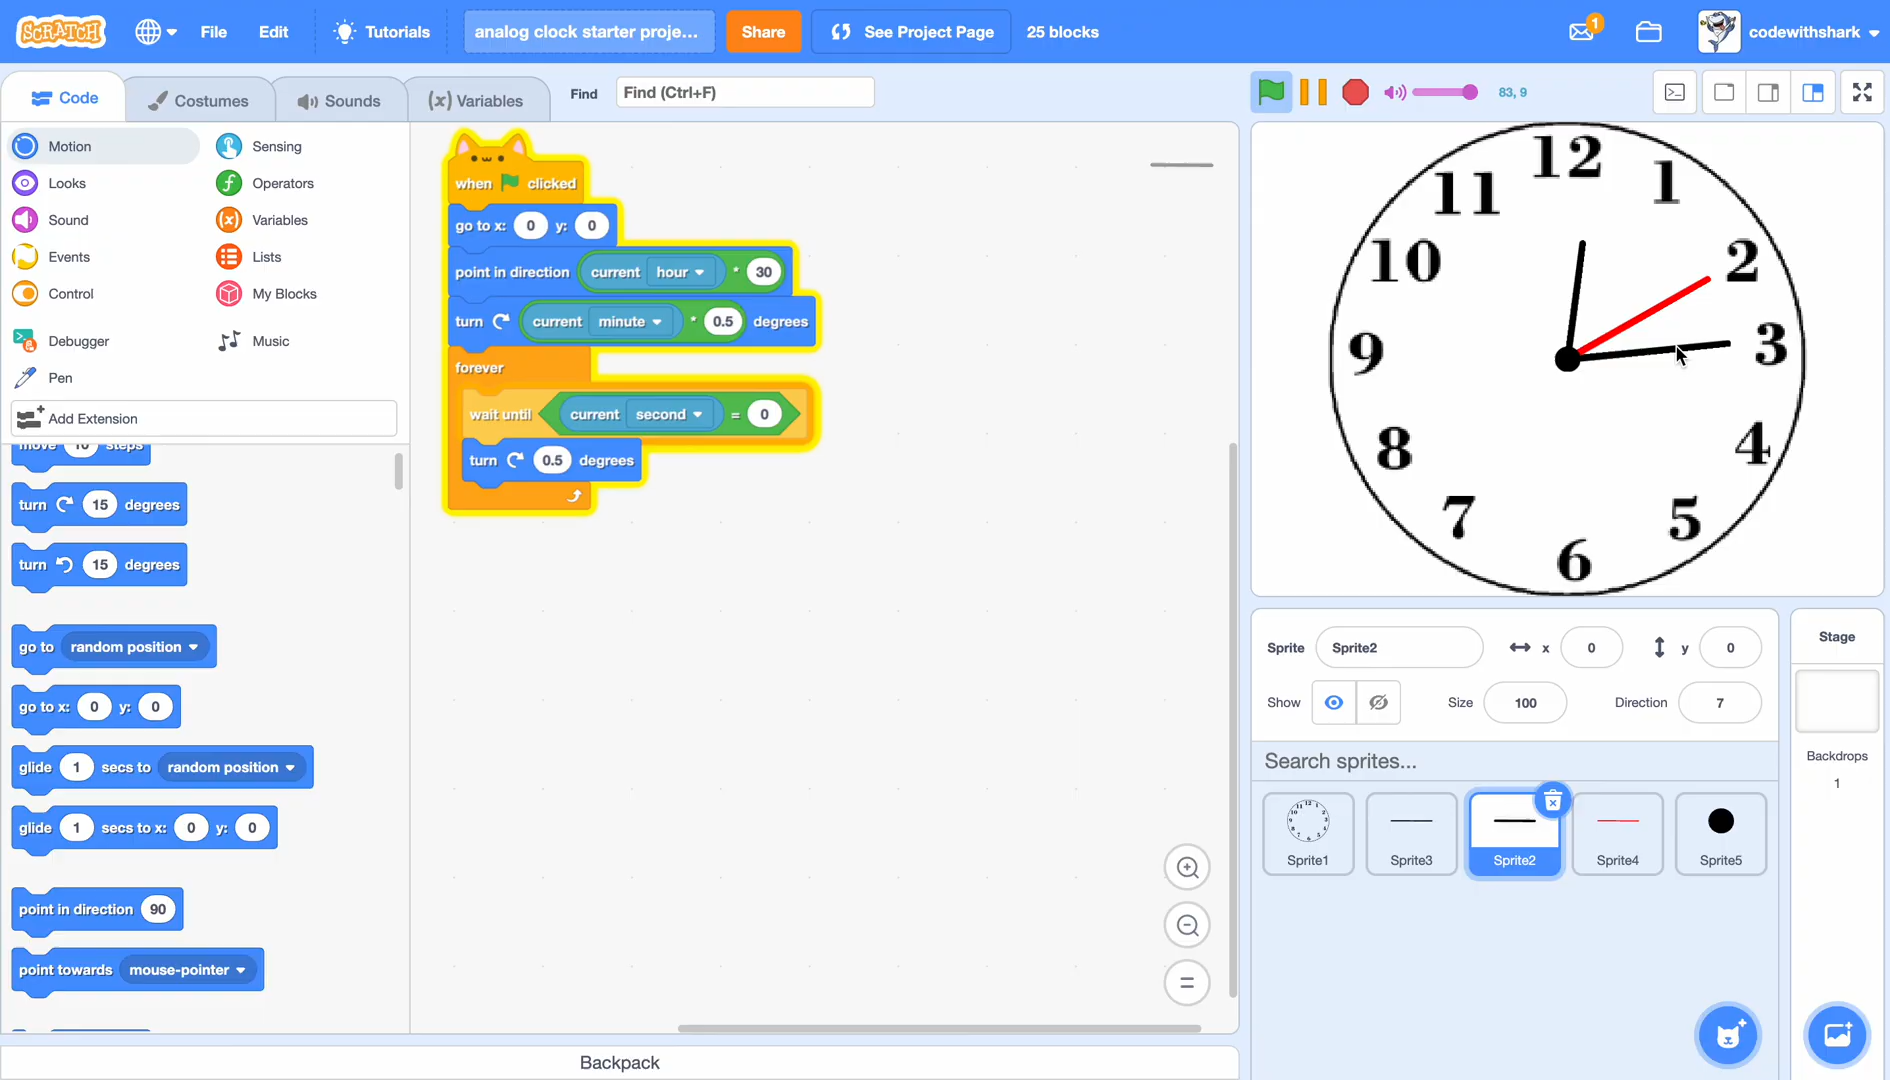 SCRATCH File Edit Tutorials analog clock starter proje... Share See Project Page 25 blocks 1 codewithshark
Code Costumes Sounds (x) Variables Find Find (Ctrl+F) 83, 9
Motion Sensing
Looks Operators
Sound Variables
Events Lists
Control My Blocks
Debugger Music
Pen
Add Extension
move 10 steps
turn 15 degrees
turn 15 degrees
go to random position
go to x: 0 y: 0
glide 1 secs to random position
glide 1 secs to x: 0 y: 0
point in direction 90
point towards mouse-pointer
when clicked
go to x: 0 y: 0
point in direction current hour * 30
turn current minute * 0.5 degrees
forever
wait until current second = 0
turn 0.5 degrees
Backpack
12
1
2
3
4
5
6
7
8
9
10
11
Sprite Sprite2 x 0 y 0
Show Size 100 Direction 7
Search sprites...
Sprite1 Sprite3 Sprite2 Sprite4 Sprite5
Stage
Backdrops
1